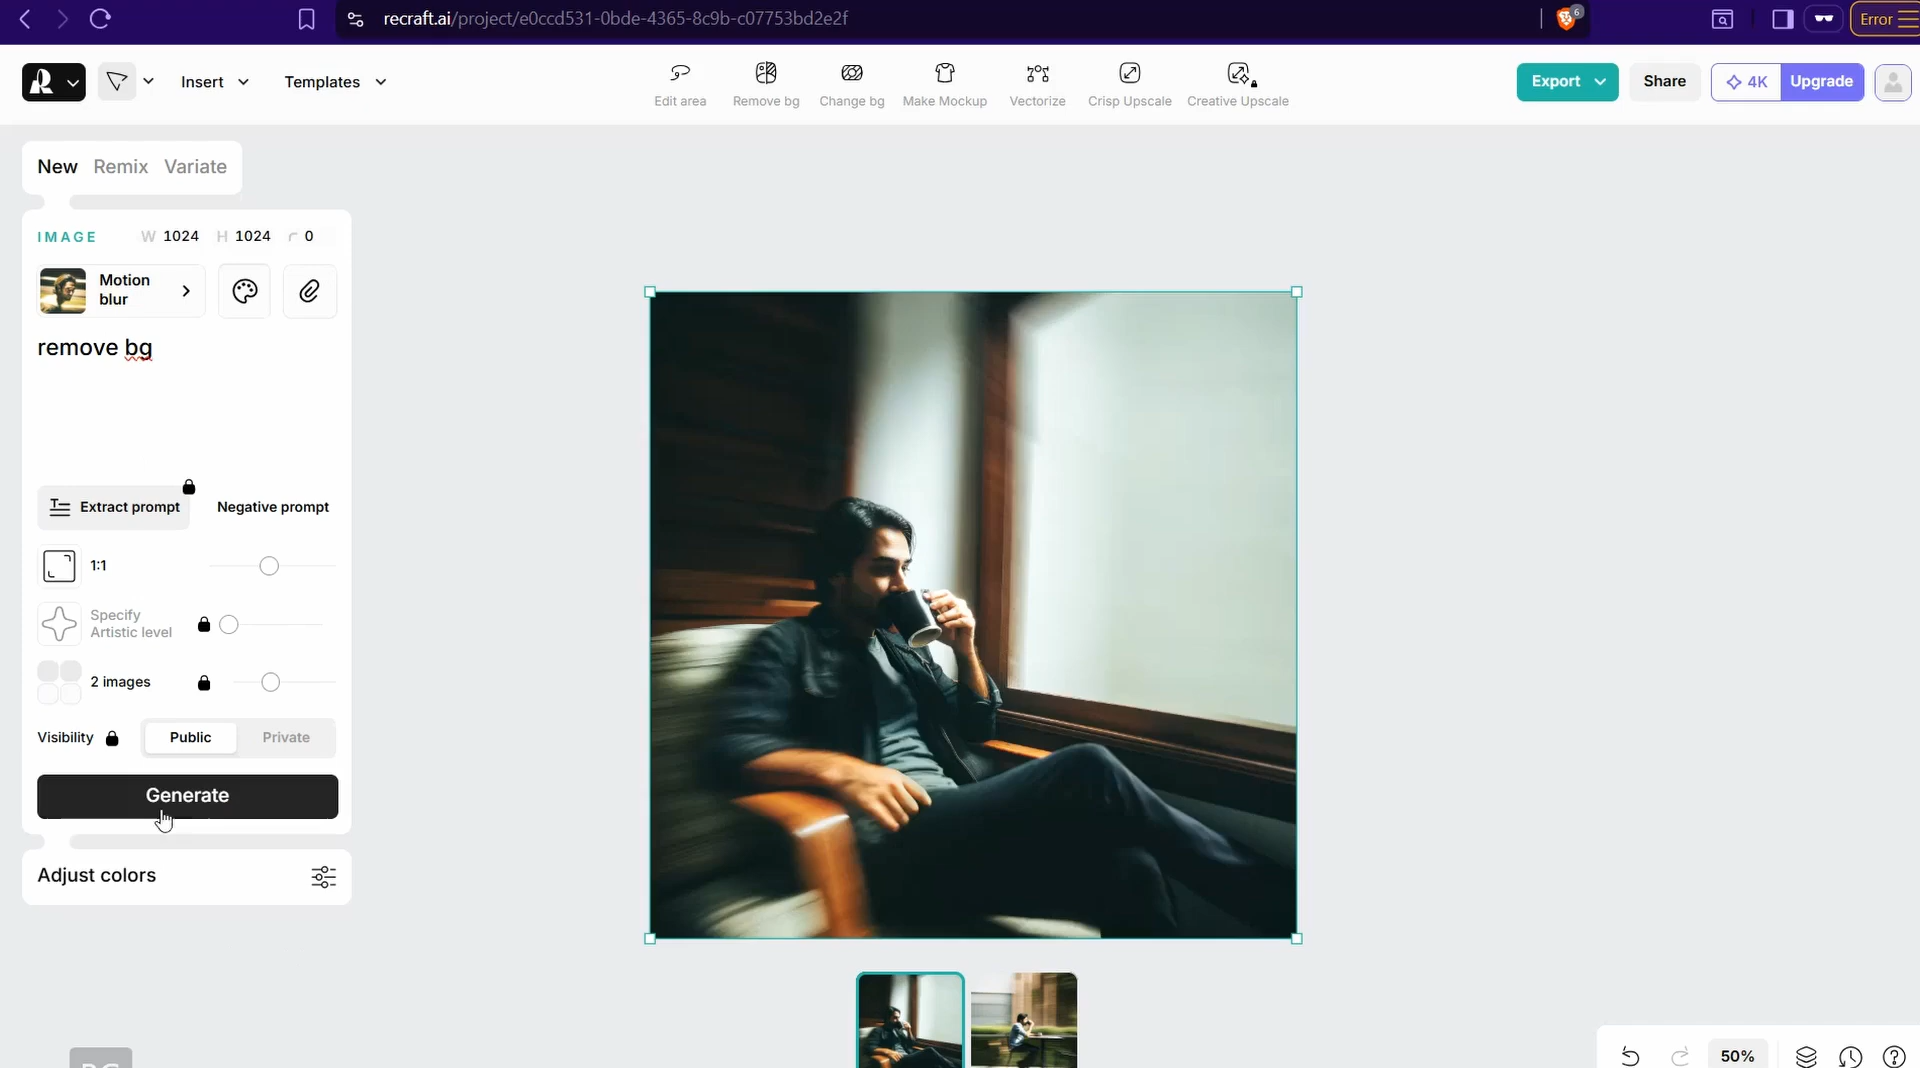 recraft.ai/project/e0ccd531-0bde-4365-8c9b-c07753bd2e2f
6
Error
Insert
Templates
Edit area
Remove bg
Change bg
Make Mockup
Vectorize
Crisp Upscale
Creative Upscale
Export
Share
4K
Upgrade
New Remix Variate
IMAGE W 1024 H 1024 0
Motion
blur
remove bg
Extract prompt
Negative prompt
1:1
Specify
Artistic level
2 images
Visibility
Public
Private
Generate
Adjust colors
50%